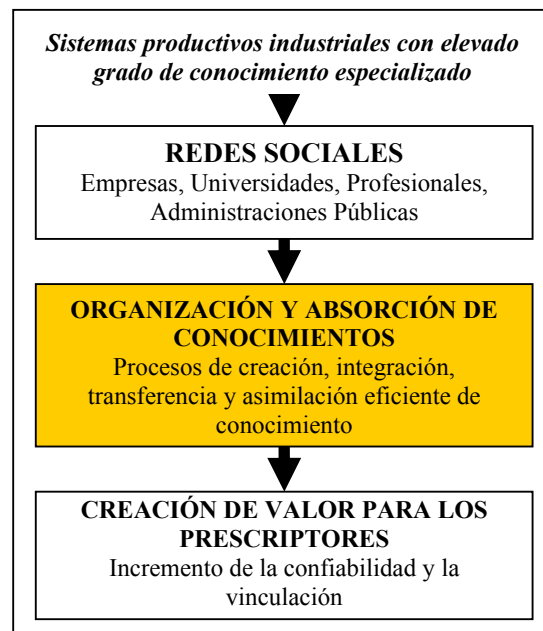 Sistemas productivos industriales con elevado
grado de conocimiento especializado
REDES SOCIALES
Empresas, Universidades, Profesionales,
Administraciones Públicas
ORGANIZACIÓN Y ABSORCIÓN DE
CONOCIMIENTOS
Procesos de creación, integración,
transferencia y asimilación eficiente de
conocimiento
CREACIÓN DE VALOR PARA LOS
PRESCRIPTORES
Incremento de la confiabilidad y la
vinculación